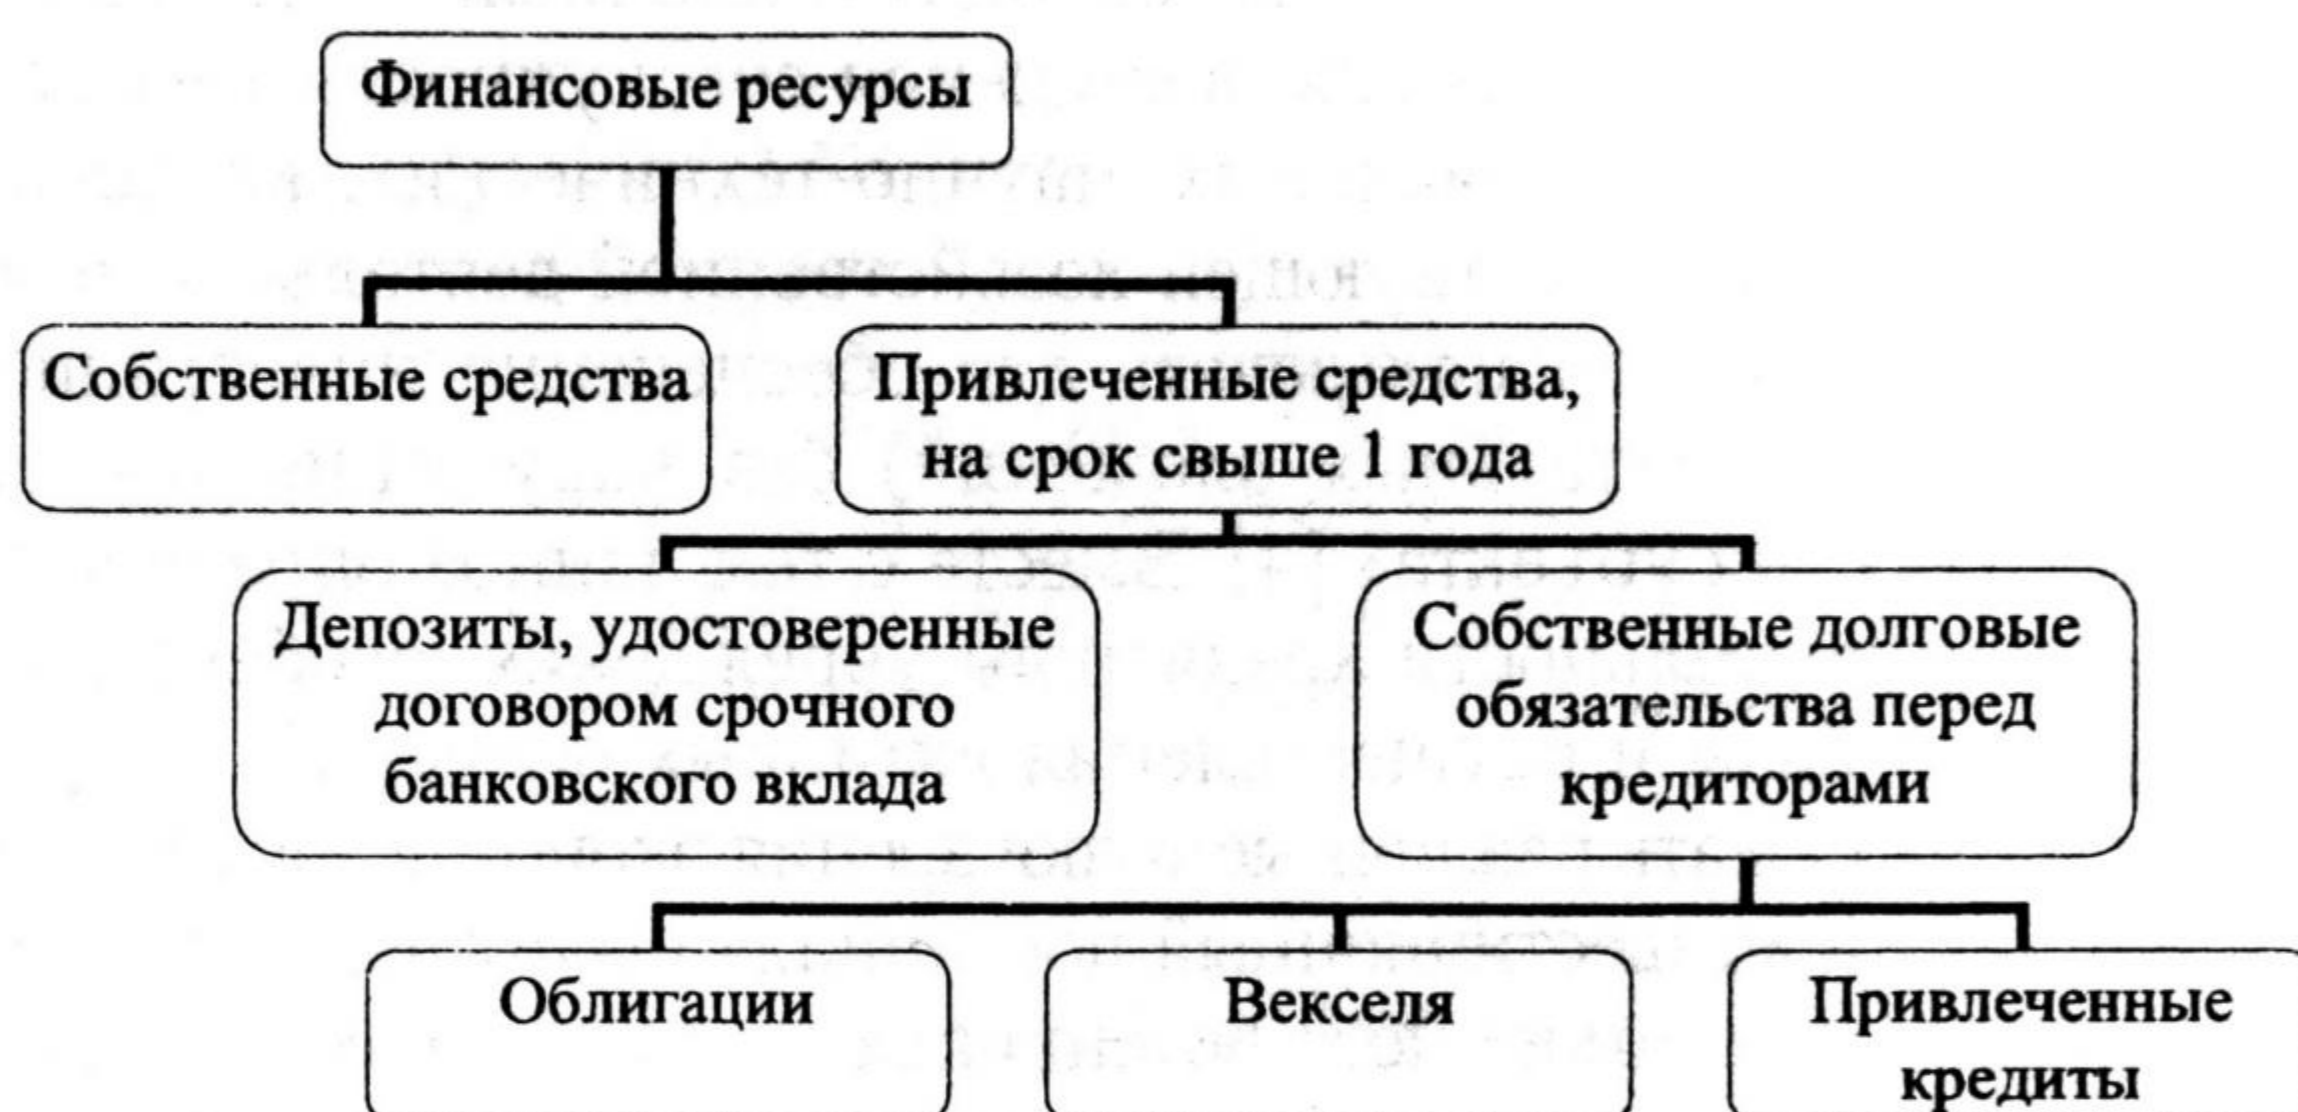 Финансовые ресурсы
Собственные средства
Привлеченные средства,
на срок свыше 1 года
Депозиты, удостоверенные
договором срочного
банковского вклада
Собственные долговые
обязательства перед
кредиторами
Облигации
Векселя
Привлеченные
кредиты